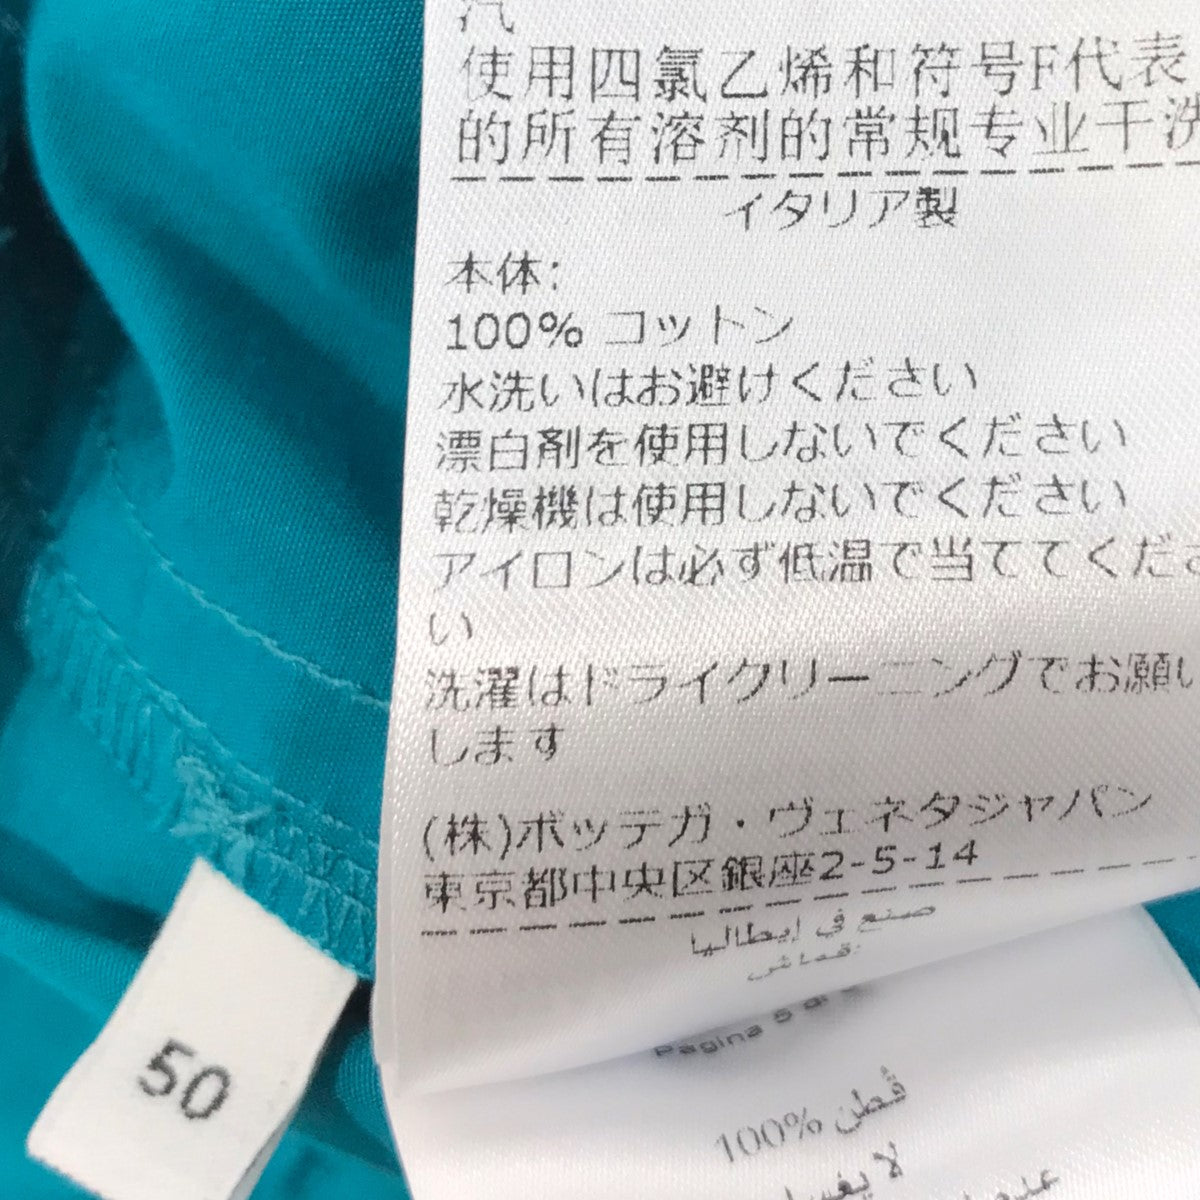 汽
使用四氯乙烯和符号F代表
的所有溶剂的常规专业干洗
イタリア製
本体:
100% コットン
水洗いはお避けください
漂白剤を使用しないでください
乾燥機は使用しないでください
アイロンは必ず低温で当ててくださ
い
洗濯はドライクリーニングでお願い
します
(株)ボッテガ・ヴェネタジャパン
東京都中央区銀座2-5-14
صنع في إيطاليا
قماش:
Pagina 5 di
100% قطن
50